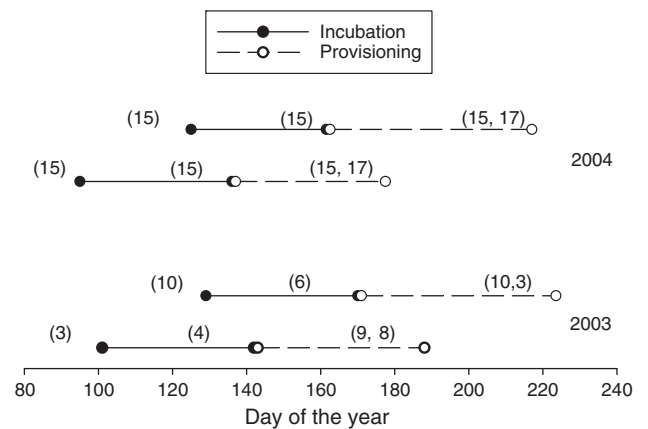 Incubation
Provisioning
(15) (15) (15, 17)
2004
(15) (15) (15, 17)
(10) (6) (10,3)
2003
(3) (4) (9, 8)
80 100 120 140 160 180 200 220 240
Day of the year